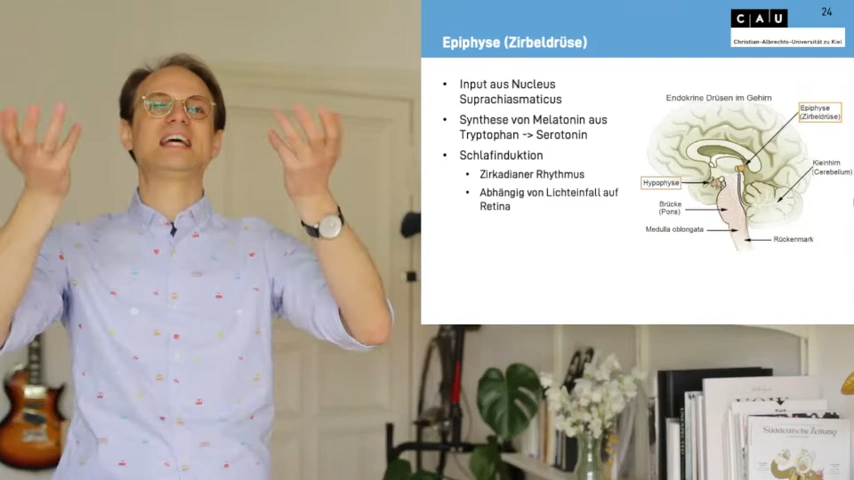 24
CAU
Christian-Albrechts-Universität zu Kiel
Epiphyse (Zirbeldrüse)
• Input aus Nucleus
Suprachiasmaticus
• Synthese von Melatonin aus
Tryptophan -> Serotonin
• Schlafinduktion
• Zirkadianer Rhythmus
• Abhängig von Lichteinfall auf
Retina
Endokrine Drüsen im Gehirn
Epiphyse
(Zirbeldrüse)
Kleinhirn
(Cerebellum)
Hypophyse
Brücke
(Pons)
Medulla oblongata
Rückenmark
Süddeutsche Zeitung